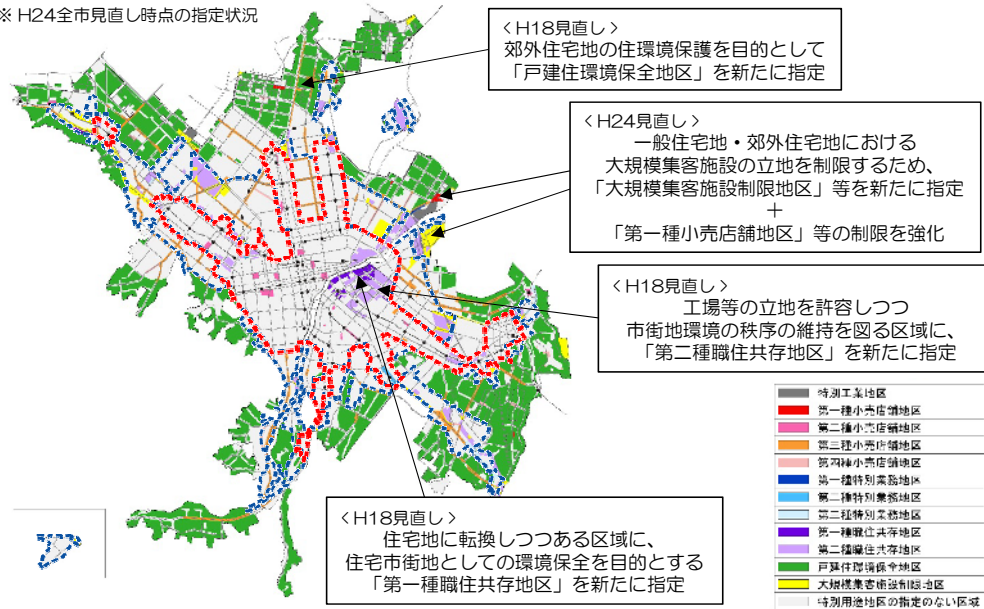 ※ H24全市見直し時点の指定状況
＜H18見直し＞
郊外住宅地の住環境保護を目的として
「戸建住環境保全地区」を新たに指定
＜H24見直し＞
一般住宅地・郊外住宅地における
大規模集客施設の立地を制限するため、
「大規模集客施設制限地区」等を新たに指定
＋
「第一種小売店舗地区」等の制限を強化
＜H18見直し＞
工場等の立地を許容しつつ
市街地環境の秩序の維持を図る区域に、
「第二種職住共存地区」を新たに指定
＜H18見直し＞
住宅地に転換しつつある区域に、
住宅市街地としての環境保全を目的とする
「第一種職住共存地区」を新たに指定
特別工業地区
第一種小売店舗地区
第二種小売店舗地区
第三種小売店舗地区
第四種小売店舗地区
第一種特別業務地区
第二種特別業務地区
特別業務地区
第一種職住共存地区
第二種職住共存地区
戸建住環境保全地区
大規模集客施設制限地区
特別用途地区の指定のない区域